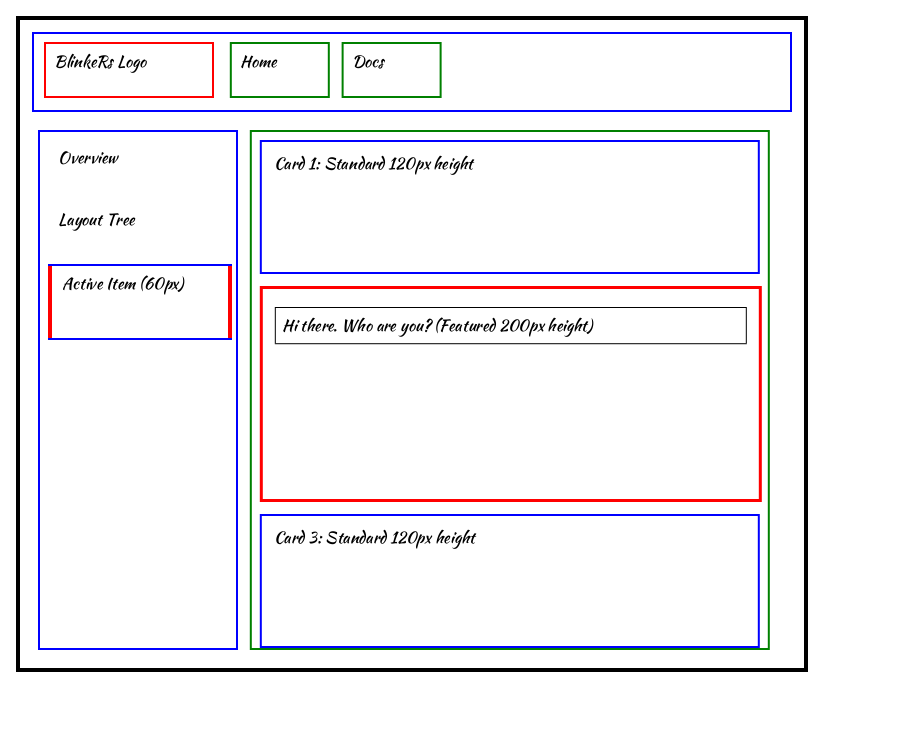 BlinkeRs Logo
Home
Docs
Overview
Layout Tree
Active Item (60px)
Card 1: Standard 120px height
Hi there. Who are you? (Featured 200px height)
Card 3: Standard 120px height